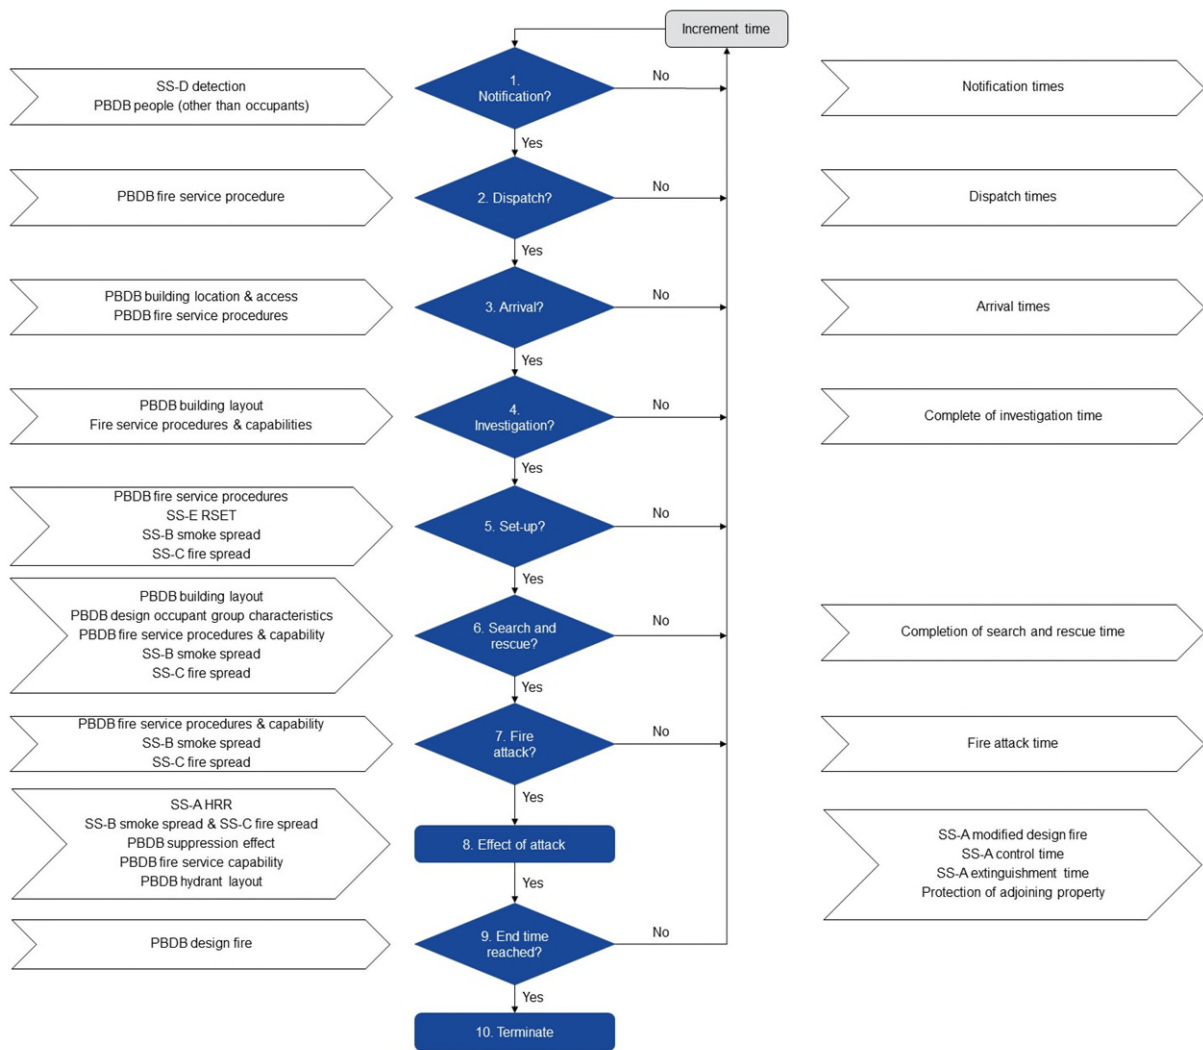 Increment time
SS-D detection
PBDB people (other than occupants)
1.
Notification?
No
Notification times
Yes
PBDB fire service procedure
2. Dispatch?
No
Dispatch times
Yes
PBDB building location & access
PBDB fire service procedures
3. Arrival?
No
Arrival times
Yes
PBDB building layout
Fire service procedures & capabilities
4.
Investigation?
No
Complete of investigation time
Yes
PBDB fire service procedures
SS-E RSET
SS-B smoke spread
SS-C fire spread
5. Set-up?
No
Yes
PBDB building layout
PBDB design occupant group characteristics
PBDB fire service procedures & capability
SS-B smoke spread
SS-C fire spread
6. Search and
rescue?
No
Completion of search and rescue time
Yes
PBDB fire service procedures & capability
SS-B smoke spread
SS-C fire spread
7. Fire
attack?
No
Fire attack time
Yes
SS-A HRR
SS-B smoke spread & SS-C fire spread
PBDB suppression effect
PBDB fire service capability
PBDB hydrant layout
8. Effect of attack
SS-A modified design fire
SS-A control time
SS-A extinguishment time
Protection of adjoining property
Yes
PBDB design fire
9. End time
reached?
No
Yes
10. Terminate